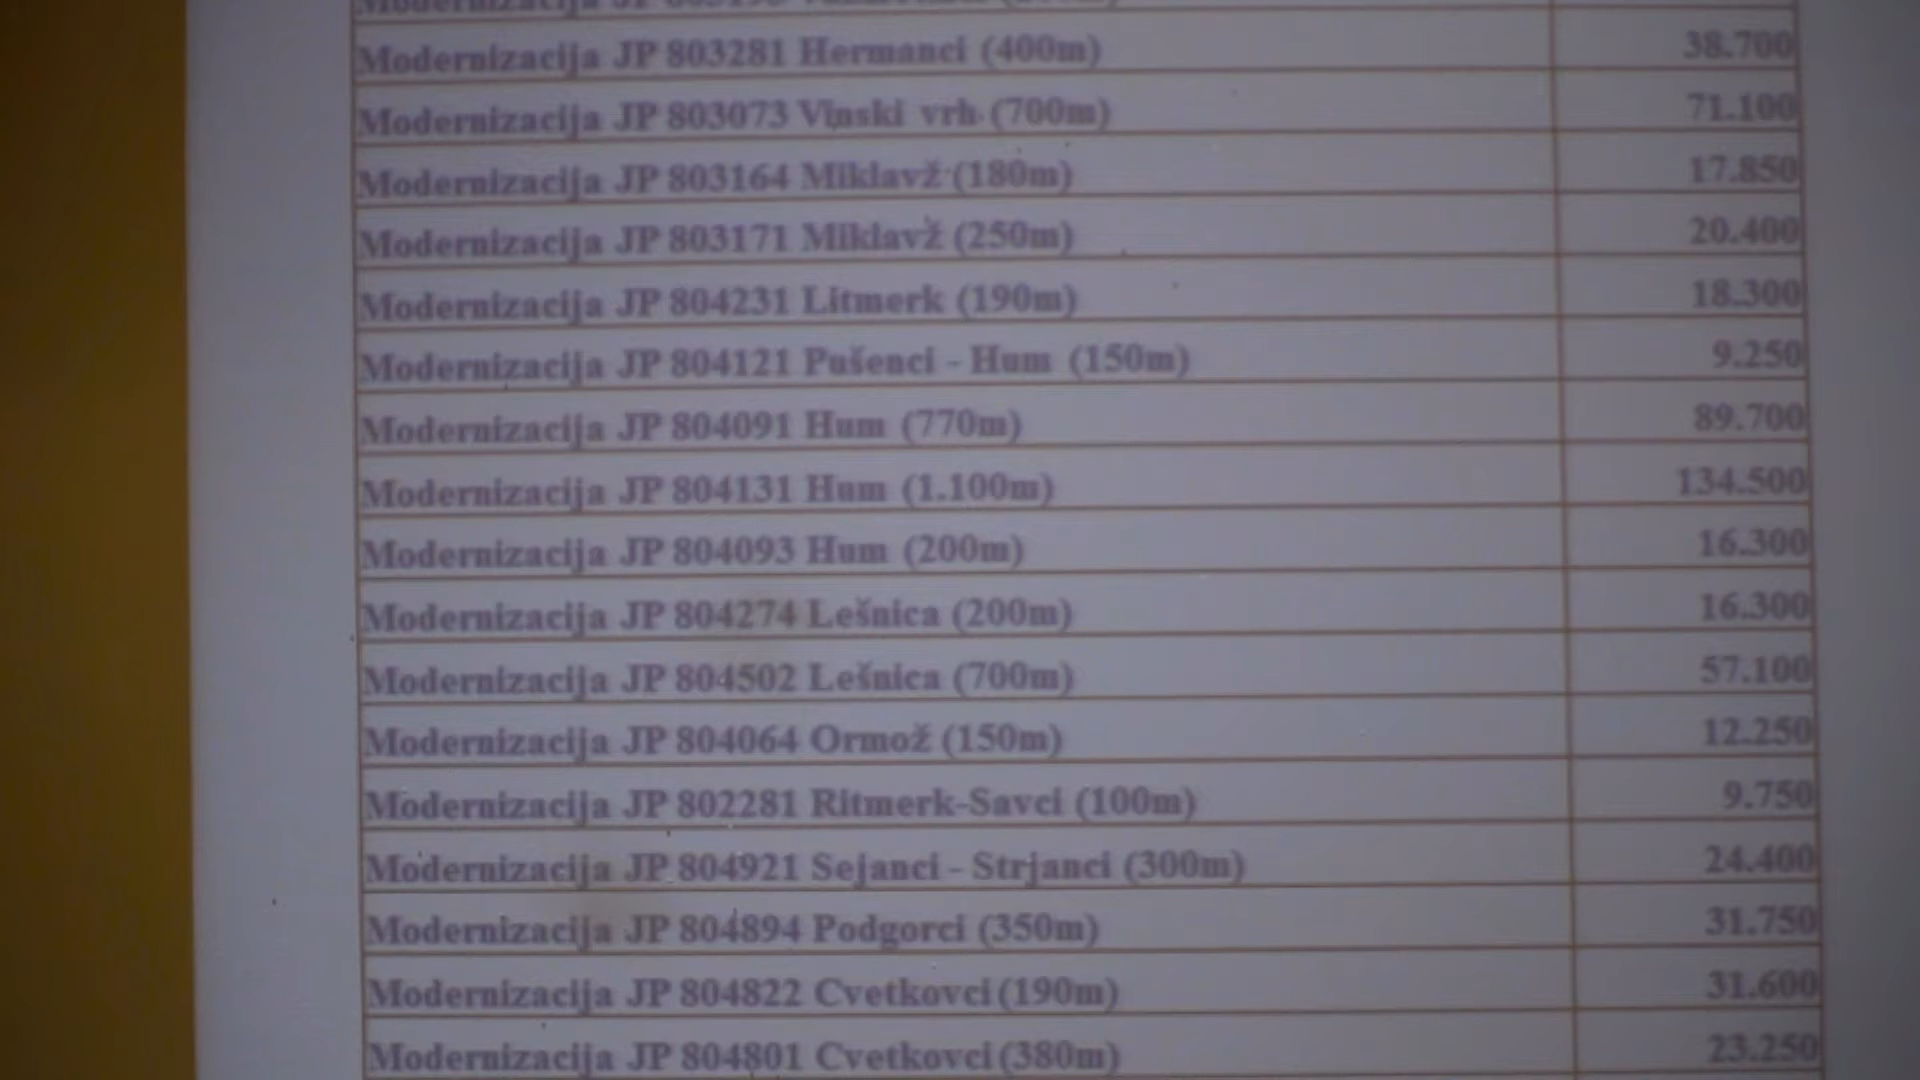 Modernizacija JP
Modernizacija JP 803281 Hermanci (400m) 38.700
Modernizacija JP 803073 Vinski vrh (700m) 71.100
Modernizacija JP 803164 Miklavž (180m) 17.850
Modernizacija JP 803171 Miklavž (250m) 20.400
Modernizacija JP 804231 Litmerk (190m) 18.300
Modernizacija JP 804121 Pušenci - Hum (150m) 9.250
Modernizacija JP 804091 Hum (770m) 89.700
Modernizacija JP 804131 Hum (1.100m) 134.500
Modernizacija JP 804093 Hum (200m) 16.300
Modernizacija JP 804274 Lešnica (200m) 16.300
Modernizacija JP 804502 Lešnica (700m) 57.100
Modernizacija JP 804064 Ormož (150m) 12.250
Modernizacija JP 802281 Ritmerk-Savci (100m) 9.750
Modernizacija JP 804921 Sejanci - Strjanci (300m) 24.400
Modernizacija JP 804894 Podgorci (350m) 31.750
Modernizacija JP 804822 Cvetkovci (190m) 31.600
Modernizacija JP 804801 Cvetkovci (380m) 23.250